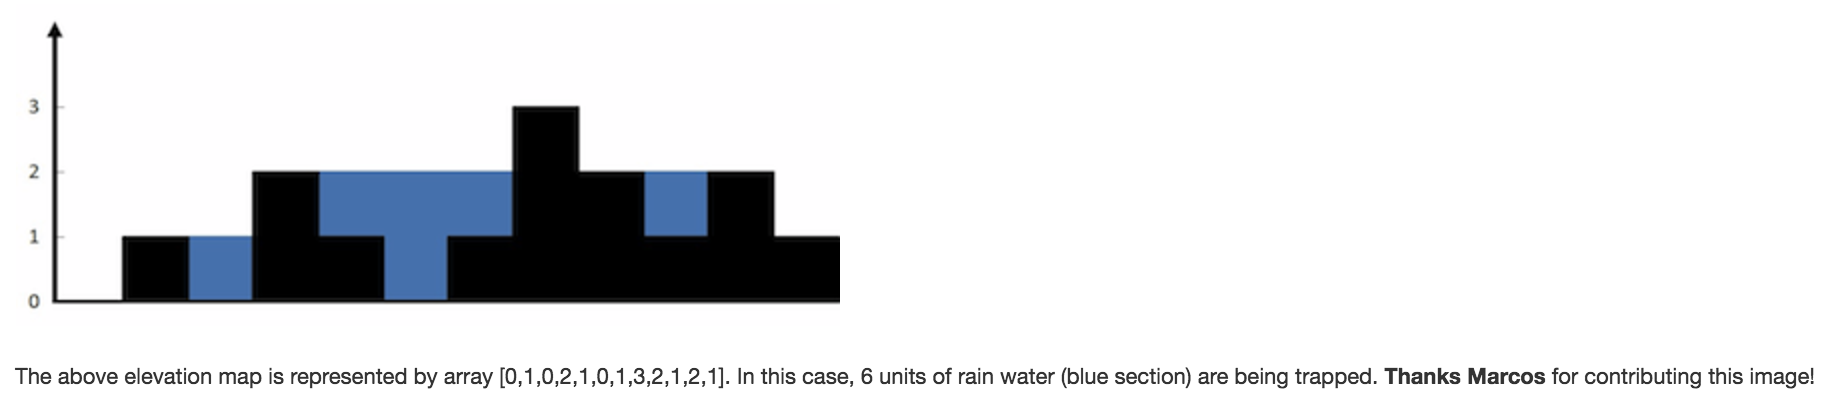 3
2
1
0
The above elevation map is represented by array [0,1,0,2,1,0,1,3,2,1,2,1]. In this case, 6 units of rain water (blue section) are being trapped. Thanks Marcos for contributing this image!